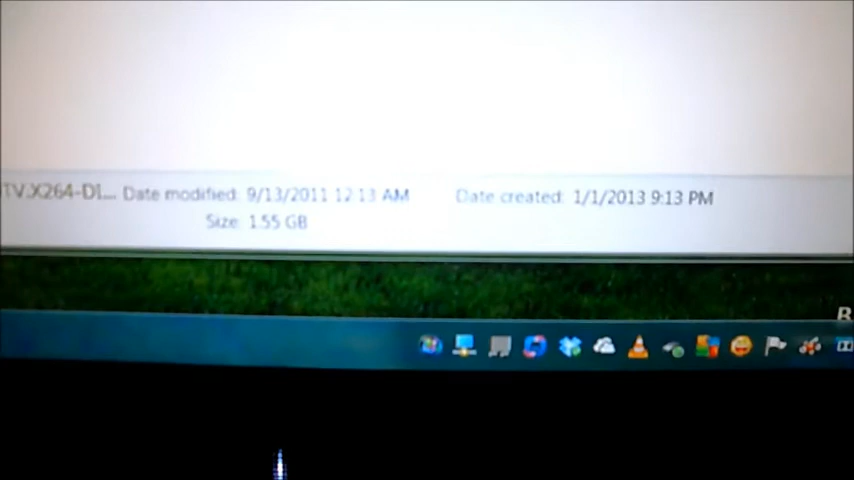 TV.X264-DI... Date modified: 9/13/2011 12:13 AM Date created: 1/1/2013 9:13 PM
Size: 1.55 GB
B